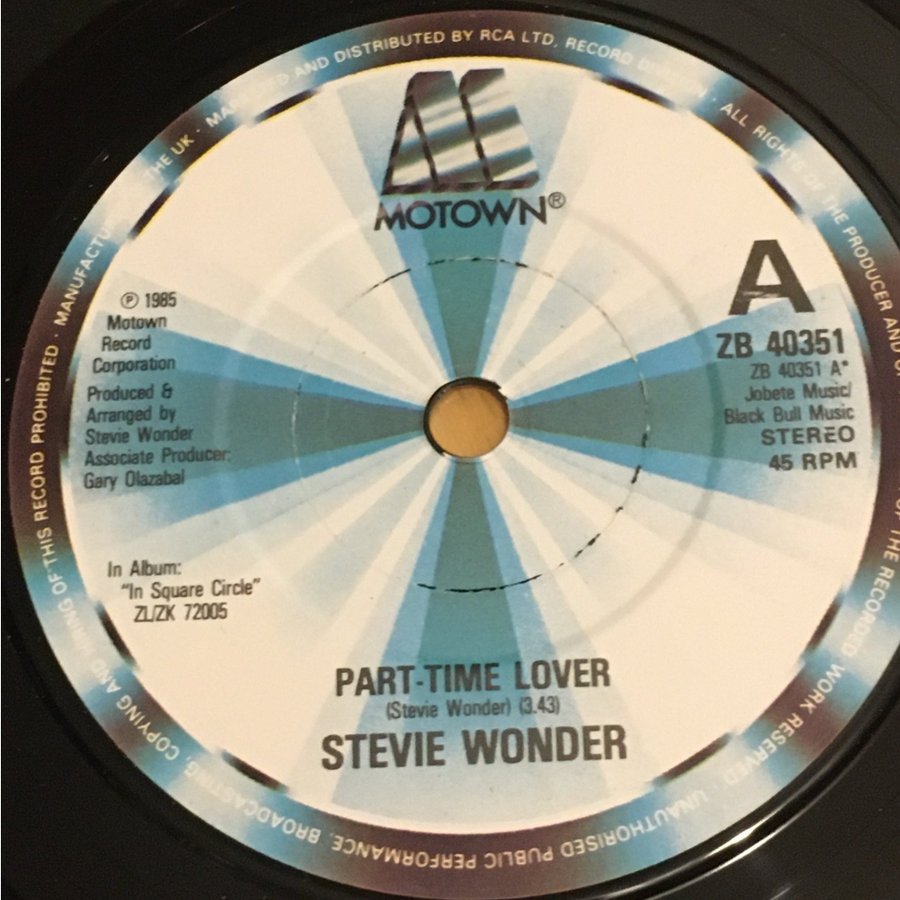 MOTOWN®
A
ZB 40351
ZB 40351 A*
Jobete Music/
Black Bull Music
STEREO
45 RPM
℗ 1985
Motown
Record
Corporation
Produced &
Arranged by
Stevie Wonder
Associate Producer:
Gary Olazabal
In Album:
"In Square Circle"
ZL/ZK 72005
PART-TIME LOVER
(Stevie Wonder) (3.43)
STEVIE WONDER
THE UK · AND DISTRIBUTED BY RCA LTD, RECORD · ALL RIGHTS OF THE PRODUCER AND OF THE RECORDED WORK RESERVED · UNAUTHORISED PUBLIC PERFORMANCE, BROADCASTING, COPYING AND OF THIS RECORD PROHIBITED ·